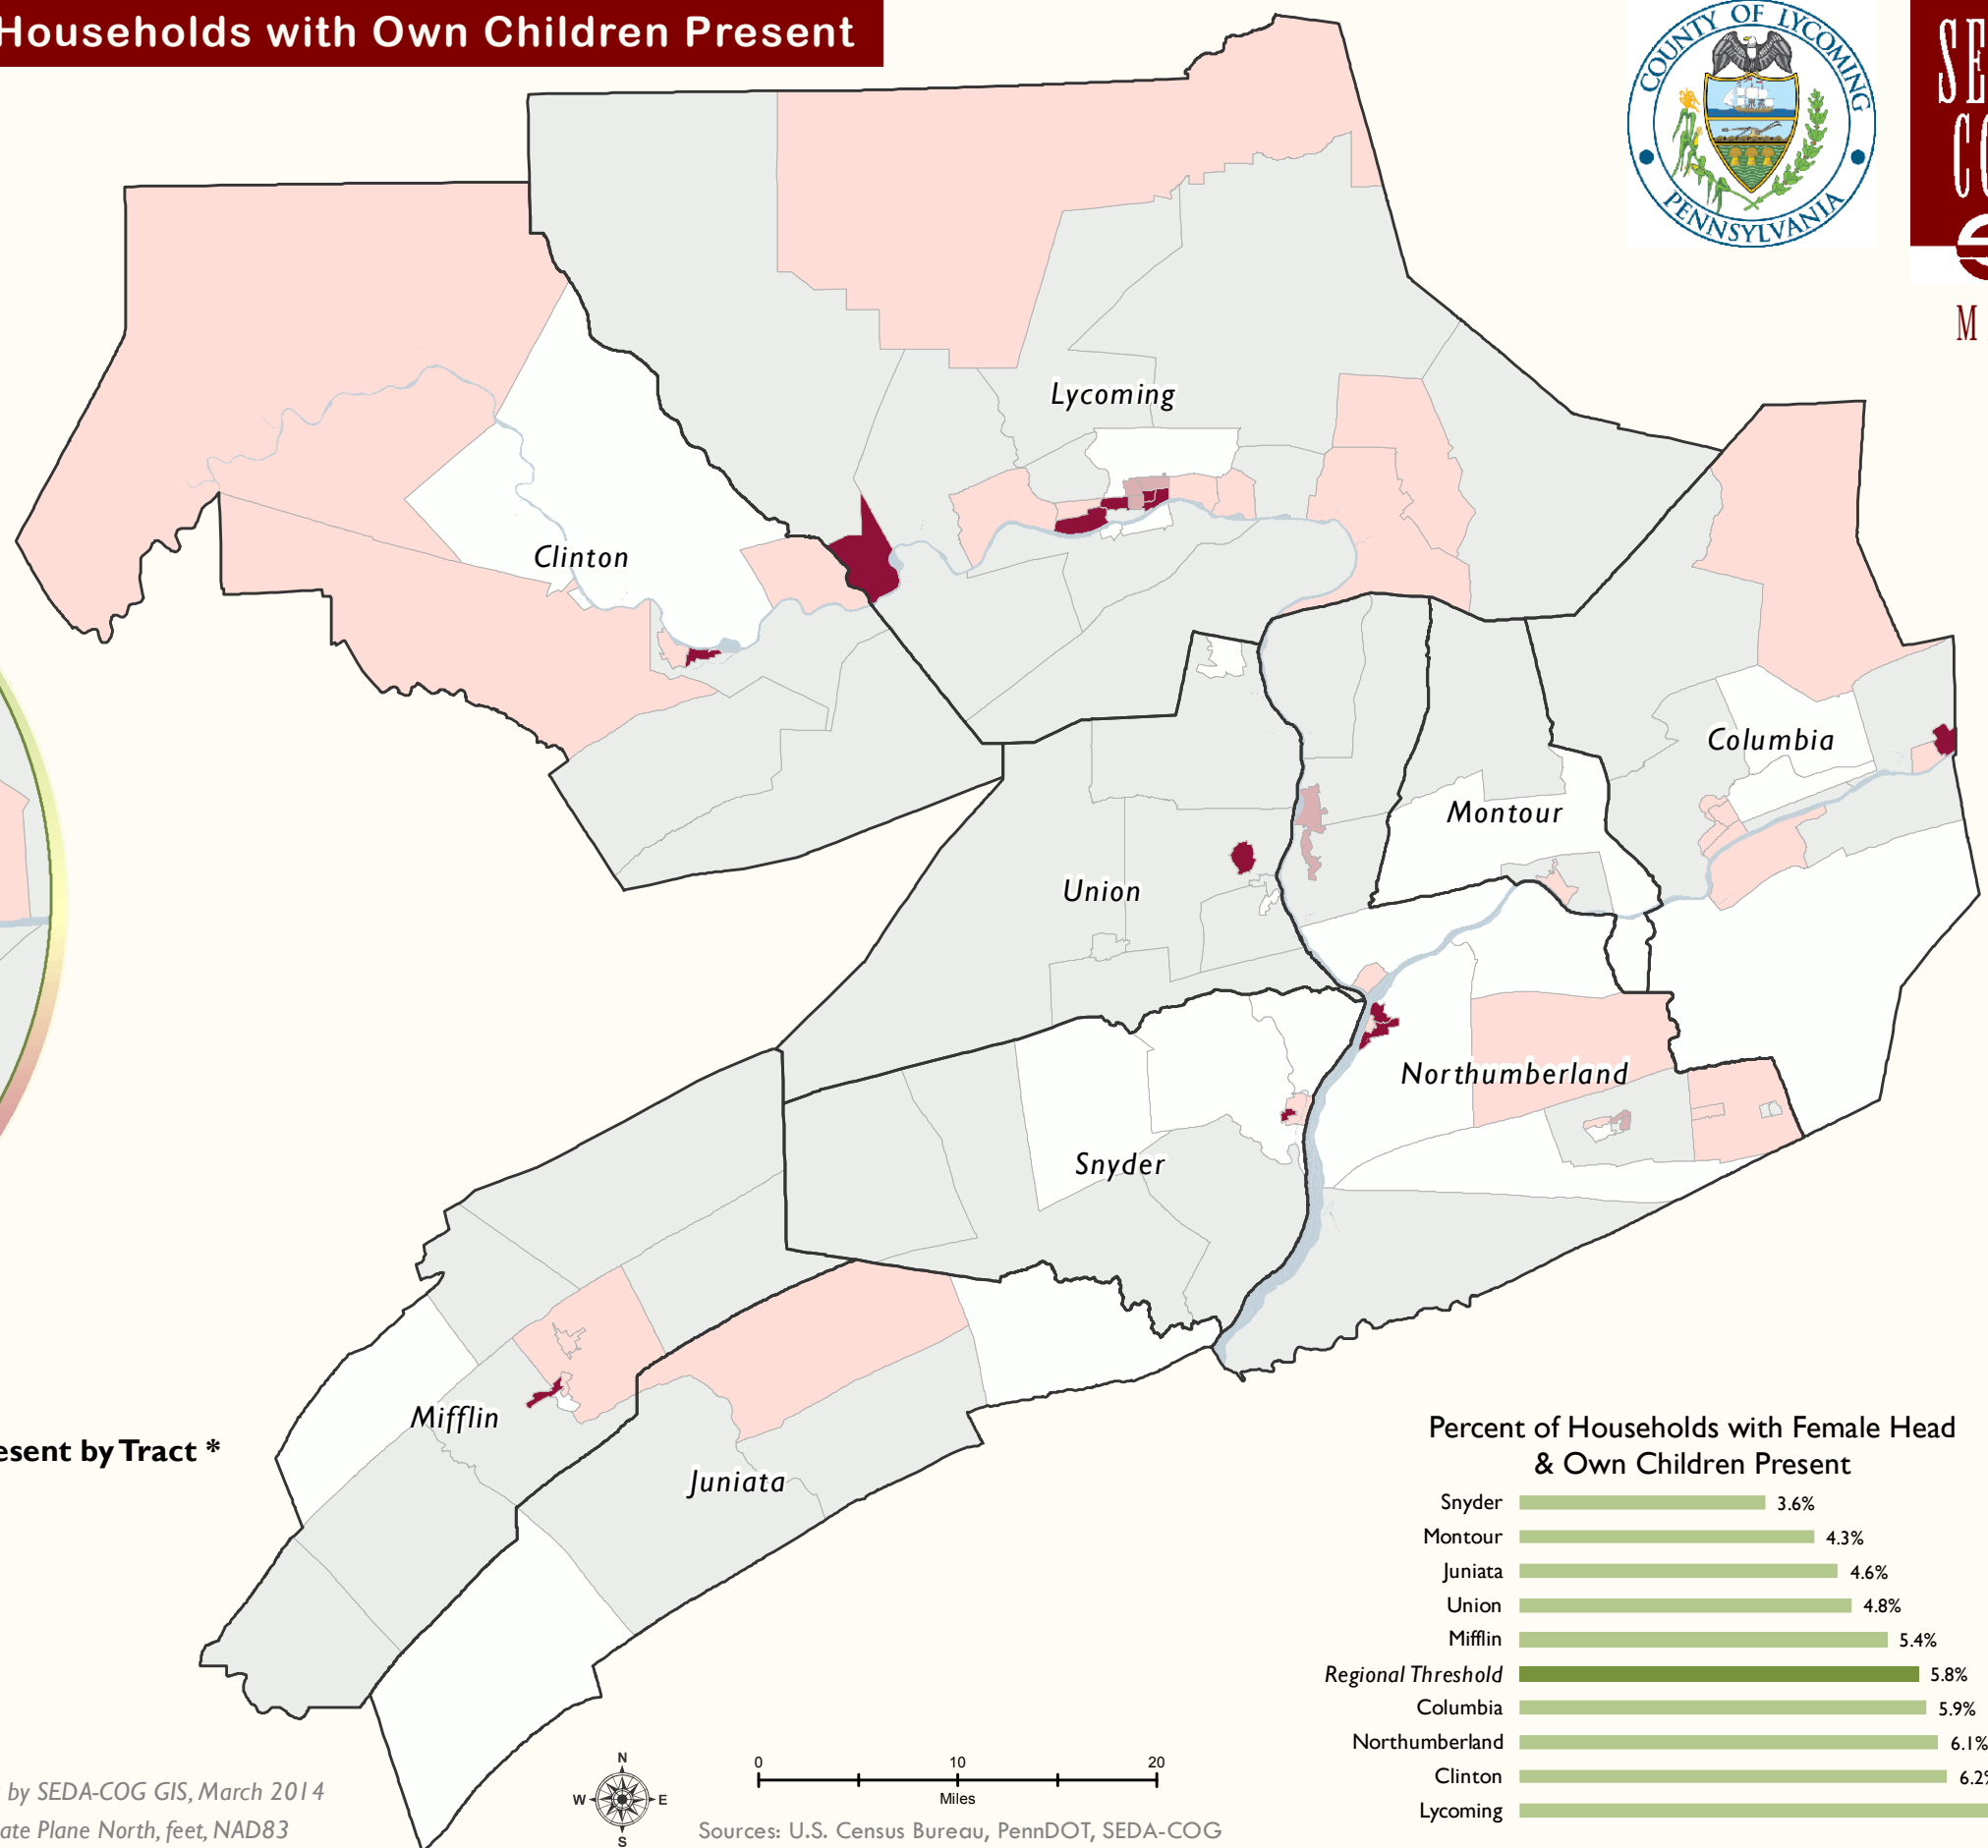 Households with Own Children Present
COUNTY OF LYCOMING
PENNSYLVANIA
M
Lycoming
Clinton
Columbia
Montour
Union
Northumberland
Snyder
Mifflin
Juniata
esent by Tract *
Percent of Households with Female Head
& Own Children Present
Snyder 3.6%
Montour 4.3%
Juniata 4.6%
Union 4.8%
Mifflin 5.4%
Regional Threshold 5.8%
Columbia 5.9%
Northumberland 6.1%
Clinton 6.2%
Lycoming
N
W E
S
0 10 20
Miles
by SEDA-COG GIS, March 2014
ate Plane North, feet, NAD83
Sources: U.S. Census Bureau, PennDOT, SEDA-COG